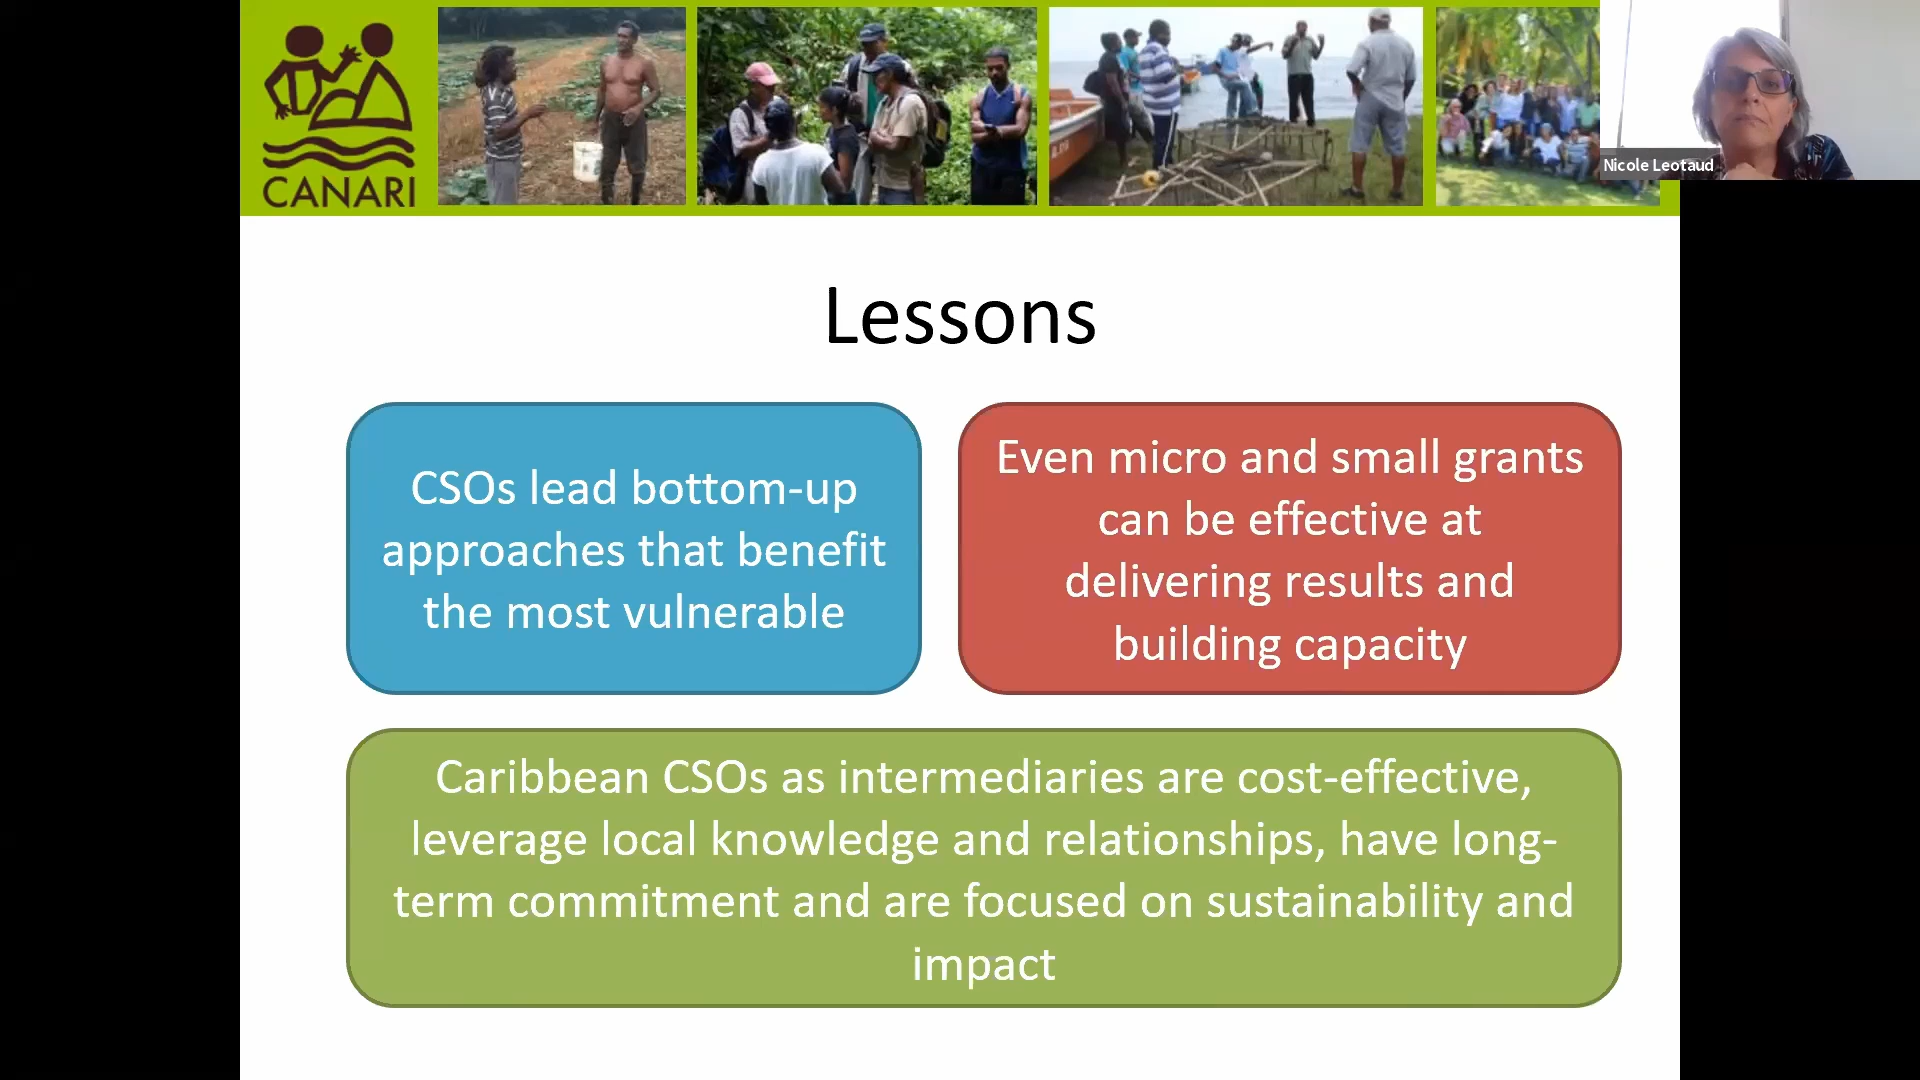 CANARI
Nicole Leotaud
Lessons
CSOs lead bottom-up
approaches that benefit
the most vulnerable
Even micro and small grants
can be effective at
delivering results and
building capacity
Caribbean CSOs as intermediaries are cost-effective,
leverage local knowledge and relationships, have long-
term commitment and are focused on sustainability and
impact